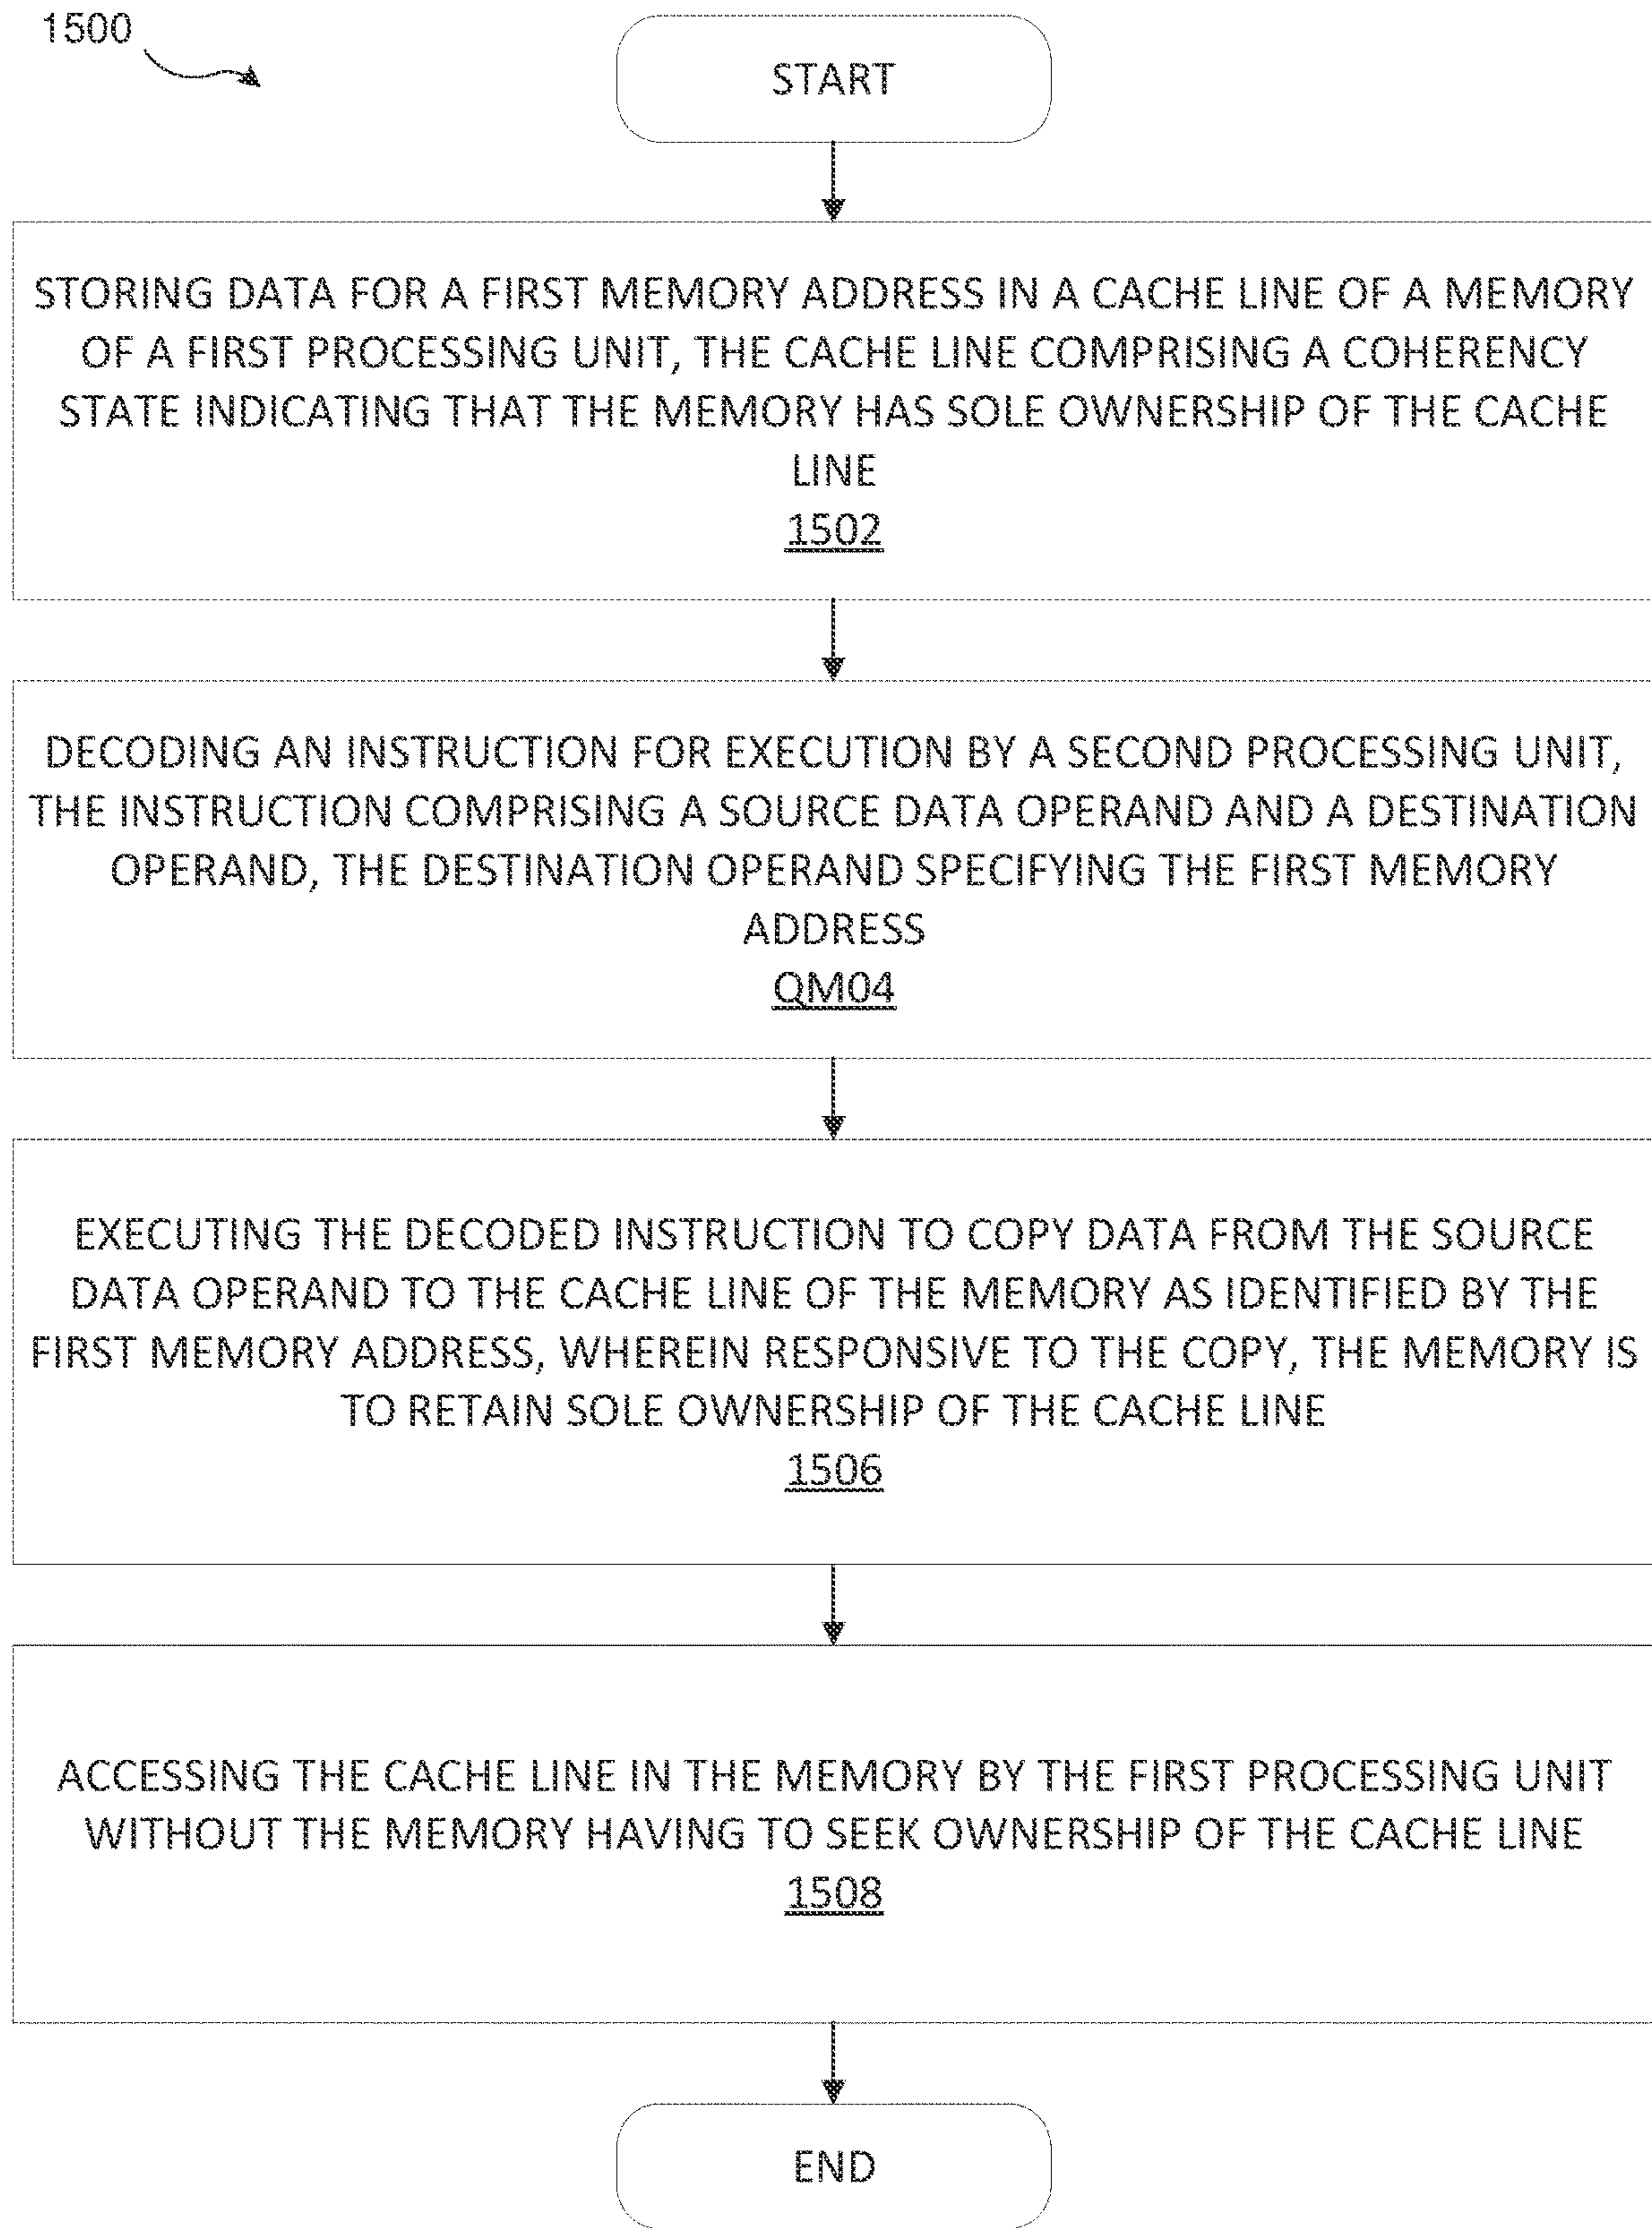 1500
START
STORING DATA FOR A FIRST MEMORY ADDRESS IN A CACHE LINE OF A MEMORY
OF A FIRST PROCESSING UNIT, THE CACHE LINE COMPRISING A COHERENCY
STATE INDICATING THAT THE MEMORY HAS SOLE OWNERSHIP OF THE CACHE
LINE
1502
DECODING AN INSTRUCTION FOR EXECUTION BY A SECOND PROCESSING UNIT,
THE INSTRUCTION COMPRISING A SOURCE DATA OPERAND AND A DESTINATION
OPERAND, THE DESTINATION OPERAND SPECIFYING THE FIRST MEMORY
ADDRESS
QM04
EXECUTING THE DECODED INSTRUCTION TO COPY DATA FROM THE SOURCE
DATA OPERAND TO THE CACHE LINE OF THE MEMORY AS IDENTIFIED BY THE
FIRST MEMORY ADDRESS, WHEREIN RESPONSIVE TO THE COPY, THE MEMORY IS
TO RETAIN SOLE OWNERSHIP OF THE CACHE LINE
1506
ACCESSING THE CACHE LINE IN THE MEMORY BY THE FIRST PROCESSING UNIT
WITHOUT THE MEMORY HAVING TO SEEK OWNERSHIP OF THE CACHE LINE
1508
END